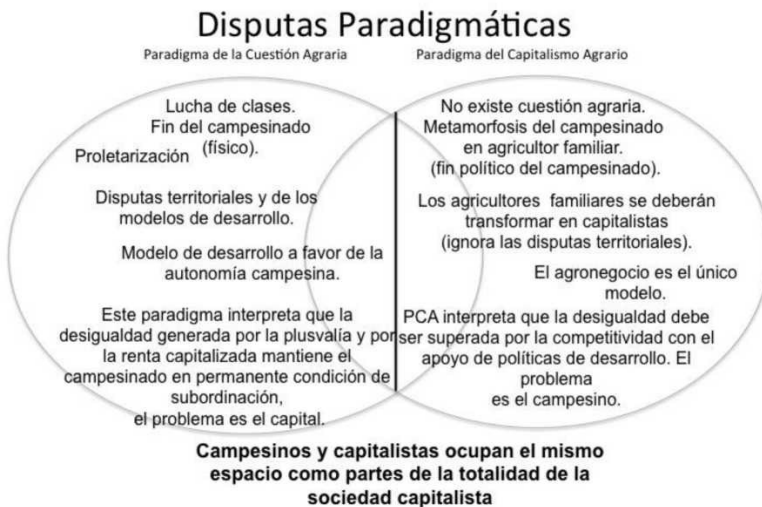 Disputas Paradigmáticas
Paradigma de la Cuestión Agraria
Paradigma del Capitalismo Agrario
Lucha de clases.
Fin del campesinado
(físico).
Proletarización
Disputas territoriales y de los
modelos de desarrollo.
Modelo de desarrollo a favor de la
autonomía campesina.
Este paradigma interpreta que la
desigualdad generada por la plusvalía y por
la renta capitalizada mantiene el
campesinado en permanente condición de
subordinación,
el problema es el capital.
No existe cuestión agraria.
Metamorfosis del campesinado
en agricultor familiar.
(fin político del campesinado).
Los agricultores familiares se deberán
transformar en capitalistas
(ignora las disputas territoriales).
El agronegocio es el único
modelo.
PCA interpreta que la desigualdad debe
ser superada por la competitividad con el
apoyo de políticas de desarrollo. El
problema
es el campesino.
Campesinos y capitalistas ocupan el mismo
espacio como partes de la totalidad de la
sociedad capitalista